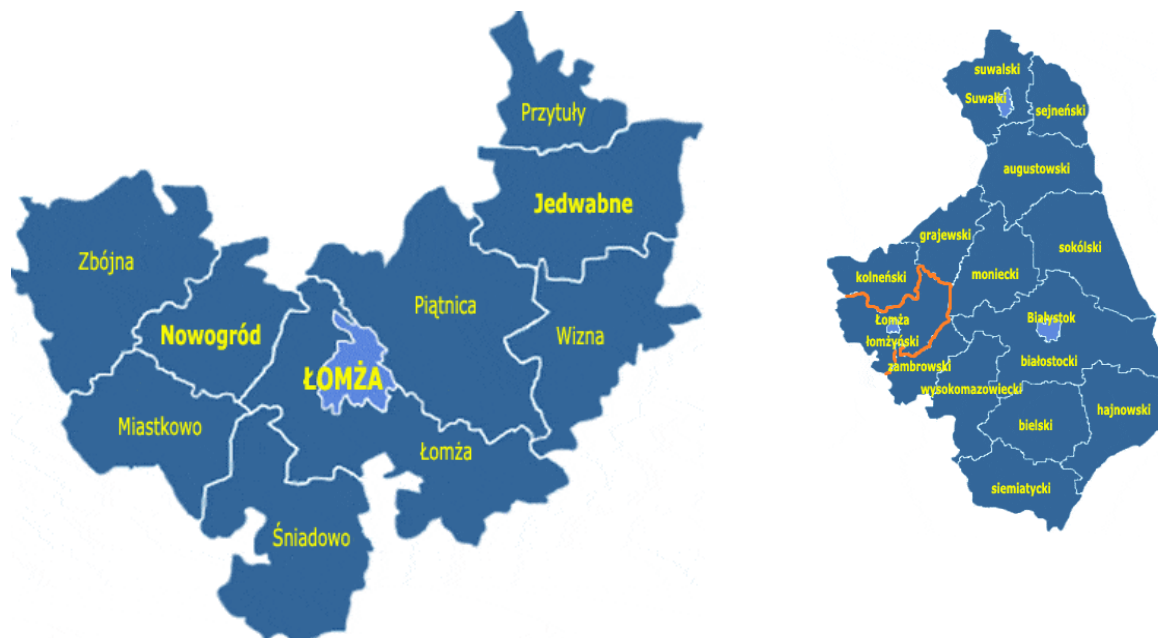 Przytuły
Jedwabne
Zbójna
Piątnica
Nowogród
Wizna
ŁOMŻA
Miastkowo
Łomża
Śniadowo
suwalski
Suwałki
sejneński
augustowski
grajewski
sokólski
kolneński
moniecki
Łomża
Białystok
łomżyński
zambrowski
białostocki
wysokomazowiecki
hajnowski
bielski
siemiatycki